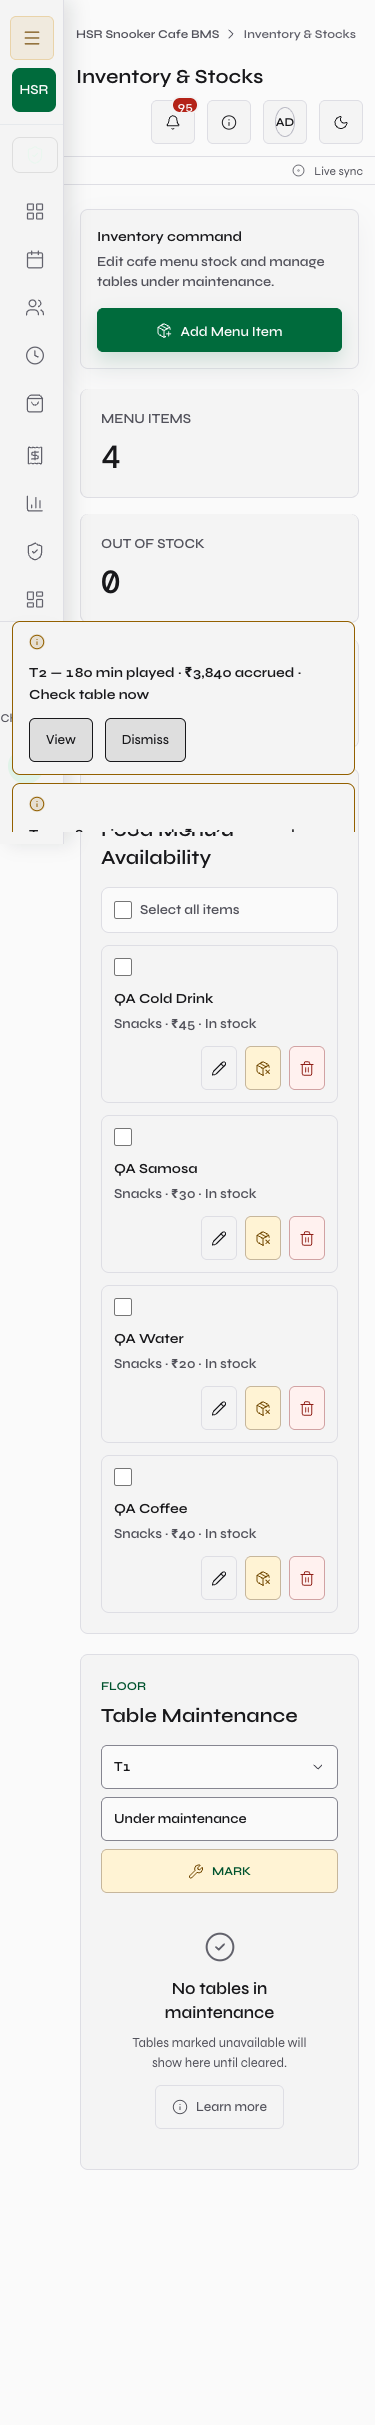 HSR Snooker Cafe BMS > Inventory & Stocks
HSR
Inventory & Stocks
95
AD
Live sync
Inventory command
Edit cafe menu stock and manage
tables under maintenance.
Add Menu Item
MENU ITEMS
4
OUT OF STOCK
0
T2 — 180 min played · ₹3,840 accrued ·
Check table now
View
Dismiss
Availability
Select all items
QA Cold Drink
Snacks · ₹45 · In stock
QA Samosa
Snacks · ₹30 · In stock
QA Water
Snacks · ₹20 · In stock
QA Coffee
Snacks · ₹40 · In stock
FLOOR
Table Maintenance
T1
Under maintenance
MARK
No tables in
maintenance
Tables marked unavailable will
show here until cleared.
Learn more